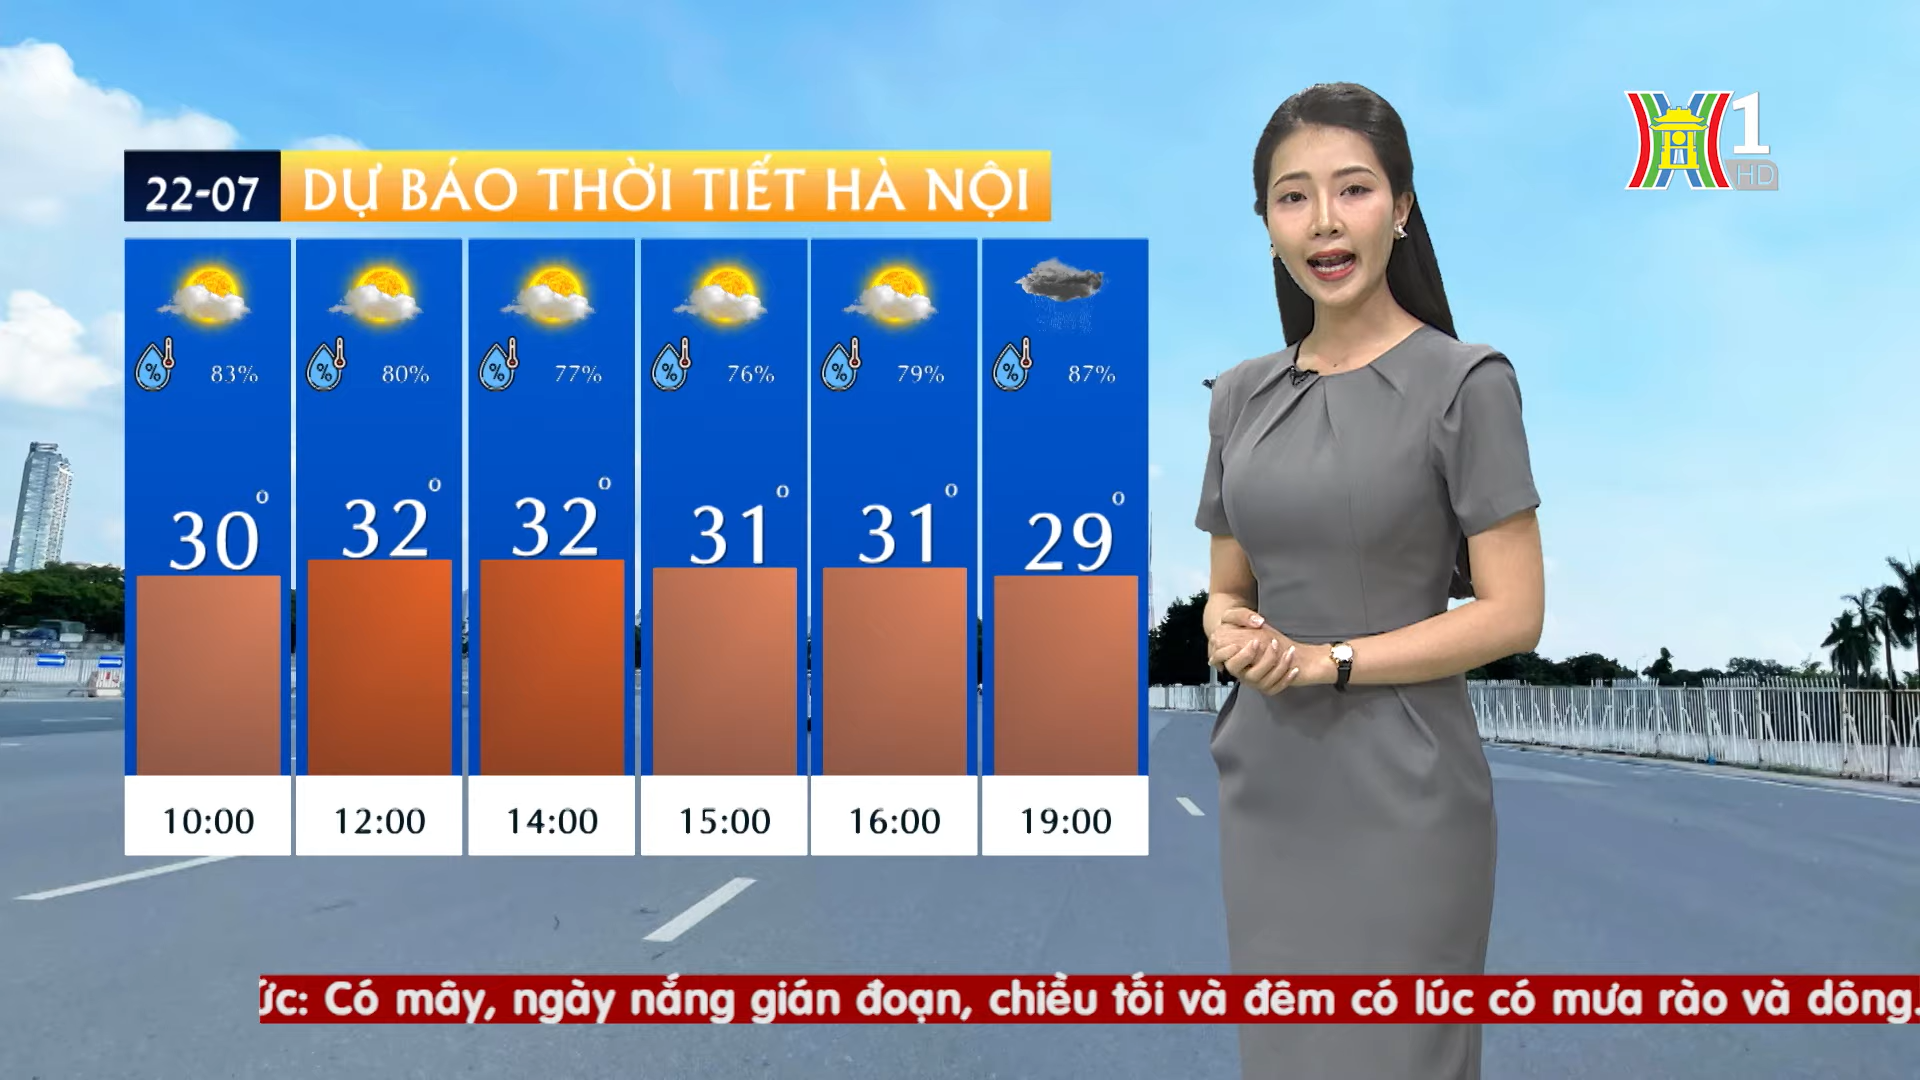 1
HD
22-07 DỰ BÁO THỜI TIẾT HÀ NỘI
% 83% % 80% % 77% % 76% % 79% % 87%
30° 32° 32° 31° 31° 29°
10:00 12:00 14:00 15:00 16:00 19:00
Có mây, ngày nắng gián đoạn, chiều tối và đêm có lúc có mưa rào và dông.